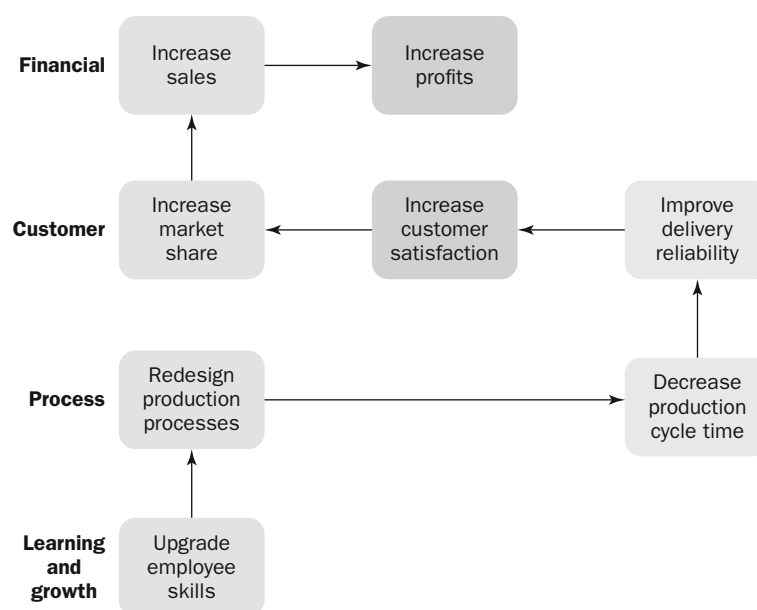 Financial
Increase
sales
Increase
profits
Customer
Increase
market
share
Increase
customer
satisfaction
Improve
delivery
reliability
Process
Redesign
production
processes
Decrease
production
cycle time
Learning
and
growth
Upgrade
employee
skills